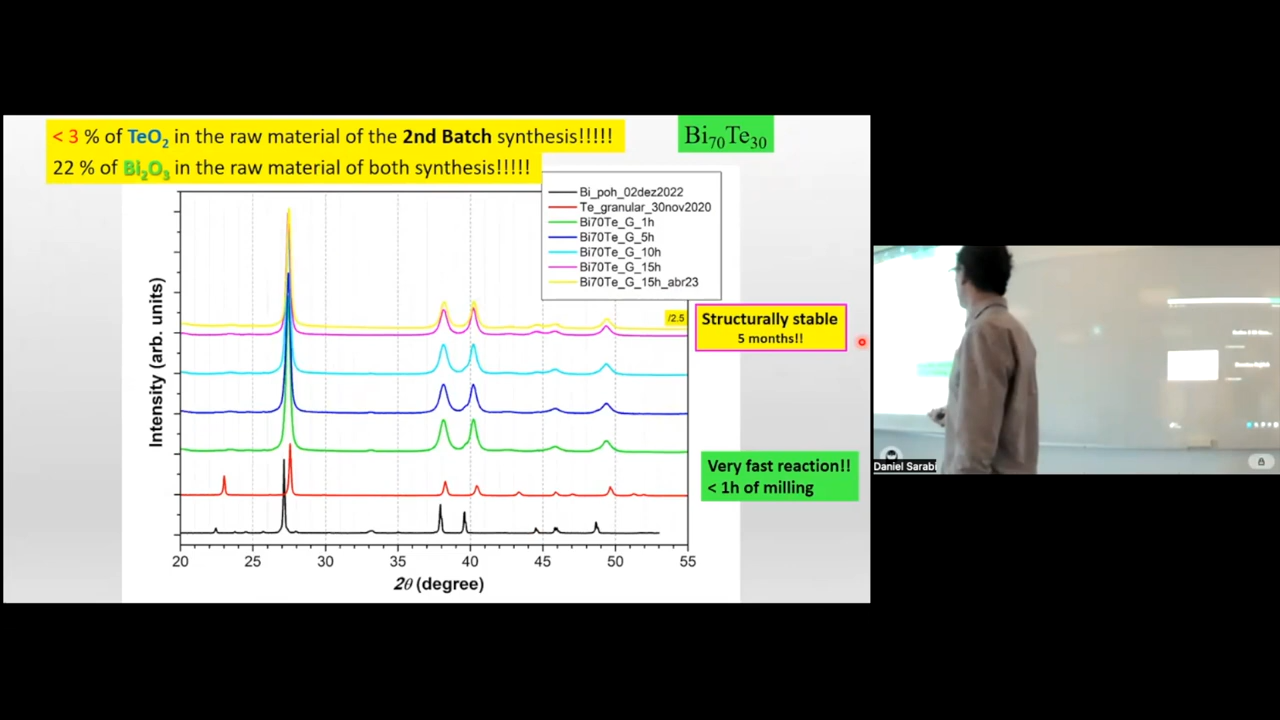 < 3 % of TeO2 in the raw material of the 2nd Batch synthesis!!!!!
22 % of Bi2O3 in the raw material of both synthesis!!!!!
Bi70Te30
Bi_poh_02dez2022
Te_granular_30nov2020
Bi70Te_G_1h
Bi70Te_G_5h
Bi70Te_G_10h
Bi70Te_G_15h
Bi70Te_G_15h_abr23
/2.5
Structurally stable
5 months!!
Very fast reaction!!
< 1h of milling
Intensity (arb. units)
20 25 30 35 40 45 50 55
2θ (degree)
Daniel Sarabi